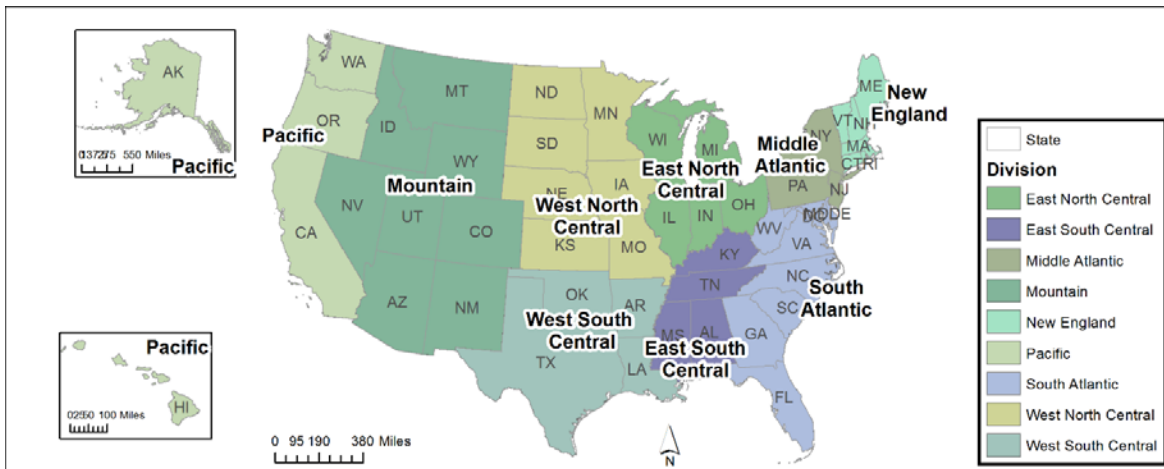 AK
0 137.5 275 550 Miles
Pacific
Pacific
HI
0 25 50 100 Miles
WA
OR
Pacific
CA
MT
ID
WY
Mountain
NV
UT
CO
AZ
NM
ND
MN
SD
NE
IA
West North
Central
KS
MO
OK
AR
West South
Central
TX
LA
WI
MI
East North
Central
IL
IN
OH
KY
TN
MS
AL
East South
Central
ME
New
England
VT
NH
MA
CT
RI
NY
Middle
Atlantic
PA
NJ
MD
DE
DC
WV
VA
NC
South
Atlantic
SC
GA
FL
0 95 190 380 Miles
N
State
Division
East North Central
East South Central
Middle Atlantic
Mountain
New England
Pacific
South Atlantic
West North Central
West South Central